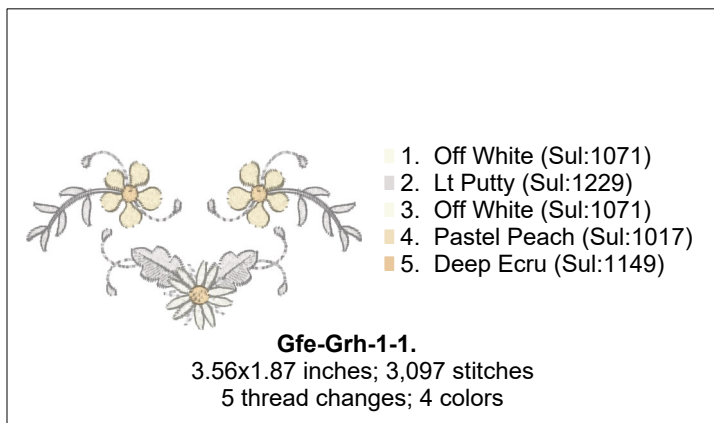 1. Off White (Sul:1071)
2. Lt Putty (Sul:1229)
3. Off White (Sul:1071)
4. Pastel Peach (Sul:1017)
5. Deep Ecru (Sul:1149)
Gfe-Grh-1-1.
3.56x1.87 inches; 3,097 stitches
5 thread changes; 4 colors